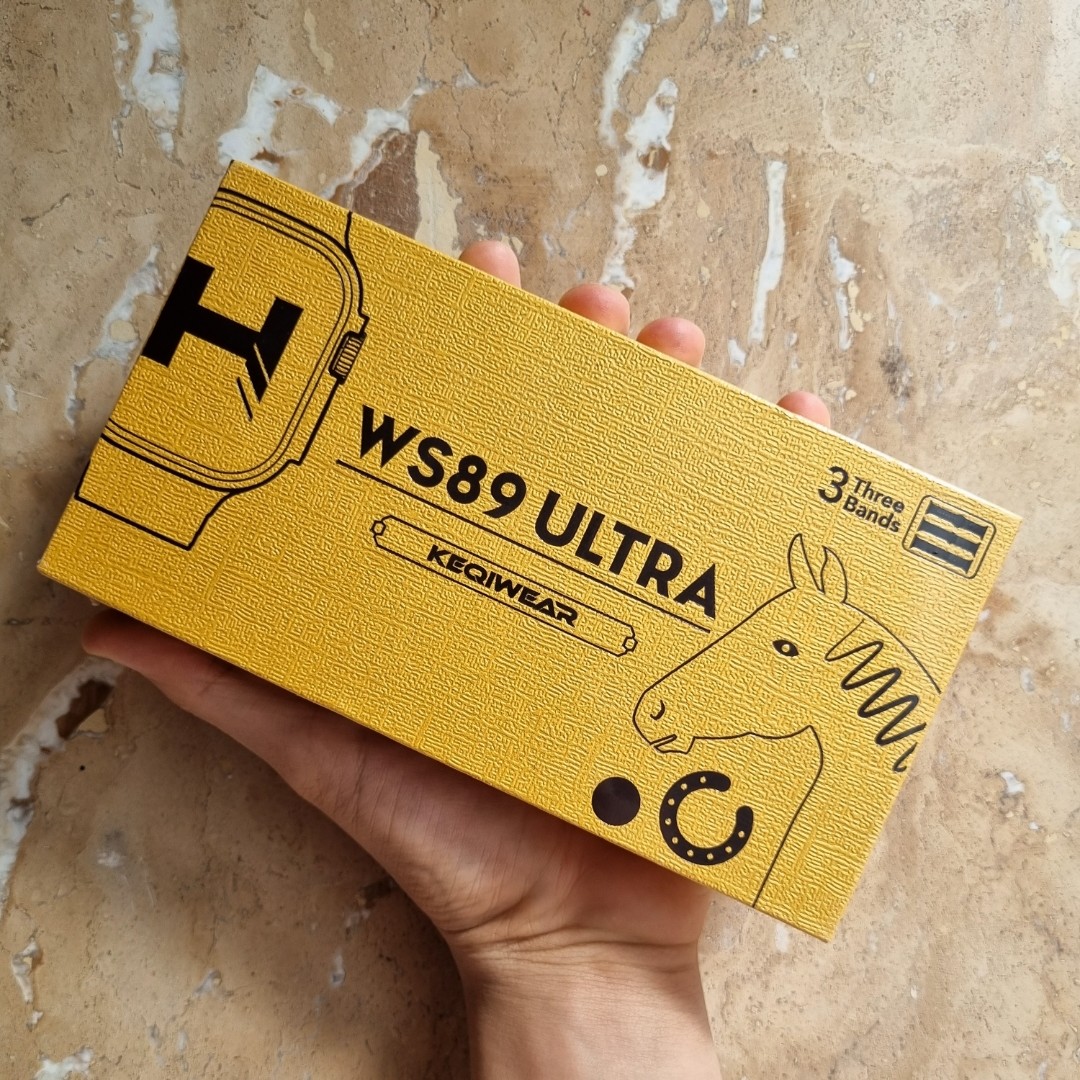 H
WS89 ULTRA
KEQIWEAR
3 Three
Bands